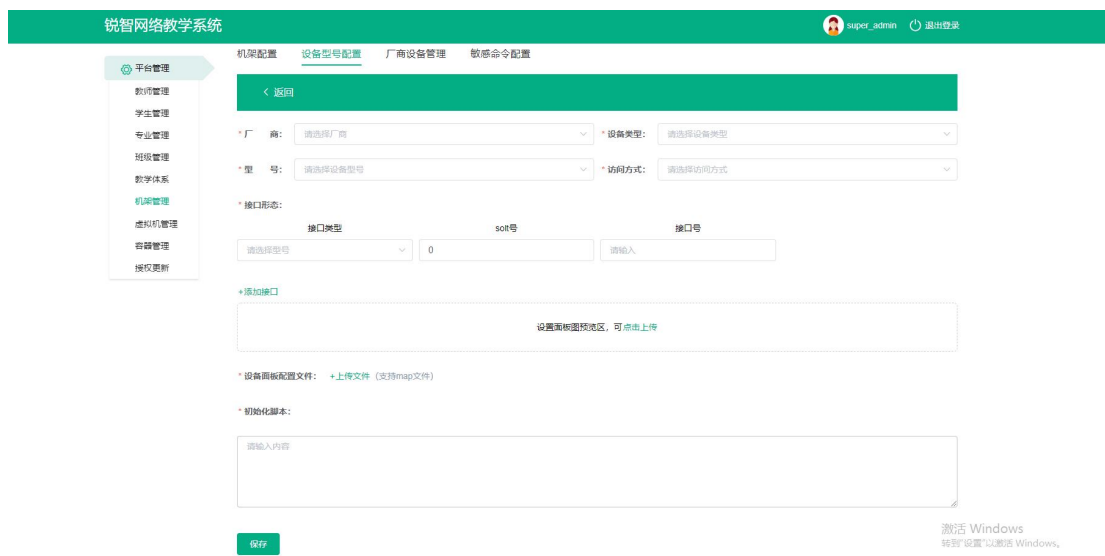 锐智网络教学系统
super_admin 退出登录
机架配置 设备型号配置 厂商设备管理 敏感命令配置
平台管理
教师管理
学生管理
专业管理
班级管理
教学体系
机架管理
虚拟机管理
容器管理
授权更新
< 返回
* 厂 商： 请选择厂商 * 设备类型： 请选择设备类型
* 型 号： 请选择设备型号 * 访问方式： 请选择访问方式
* 接口形态：
接口类型 solt号 接口号
请选择型号 0 请输入
+添加接口
设置面板图预览区，可点击上传
* 设备面板配置文件： +上传文件 (支持map文件)
* 初始化脚本：
请输入内容
保存
激活 Windows
转到"设置"以激活 Windows。